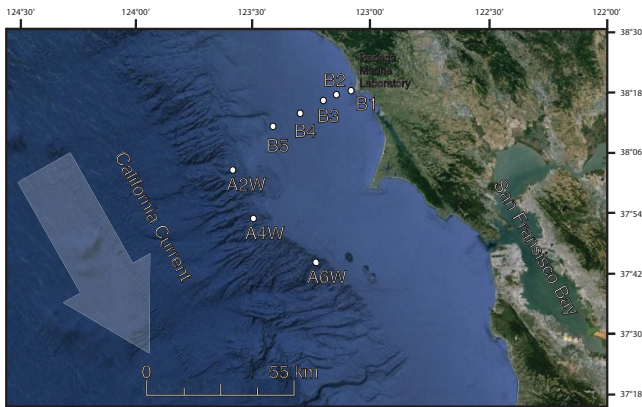 124°30'
124°00'
123°30'
123°00'
122°30'
122°00'
38°30
38°18
38°06
37°54
37°42
37°30
37°18
Bodega
Marine
Laboratory
B2
B1
B3
B4
B5
A2W
A4W
A6W
California Current
San Fransisco Bay
0
55 km